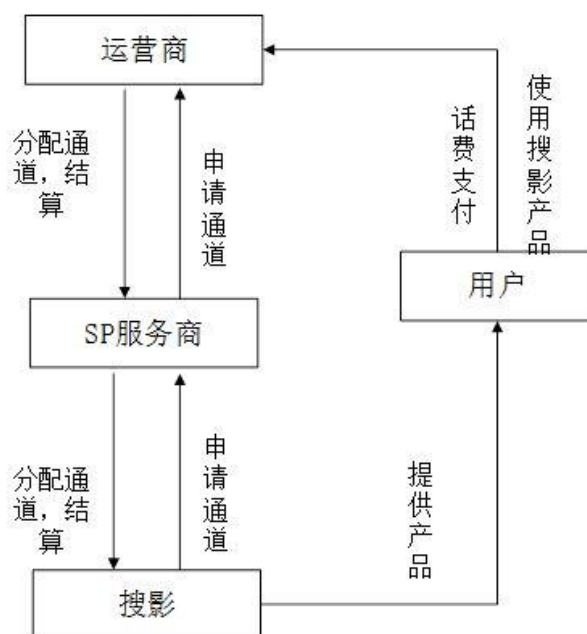 运营商
分配通
道，结
算
申请通道
话费支付
使用搜影产品
SP服务商
用户
分配通
道，结
算
申请通道
提供产品
搜影